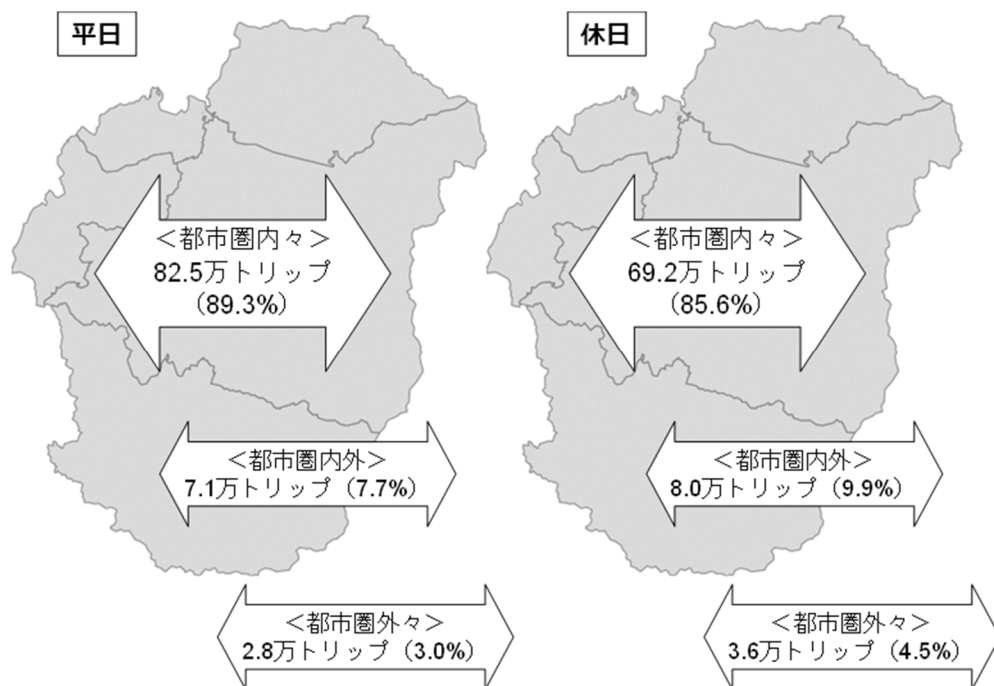 平日
＜都市圏内々＞
82.5万トリップ
（89.3%）
＜都市圏内外＞
7.1万トリップ（7.7%）
＜都市圏外々＞
2.8万トリップ（3.0%）
休日
＜都市圏内々＞
69.2万トリップ
（85.6%）
＜都市圏内外＞
8.0万トリップ（9.9%）
＜都市圏外々＞
3.6万トリップ（4.5%）